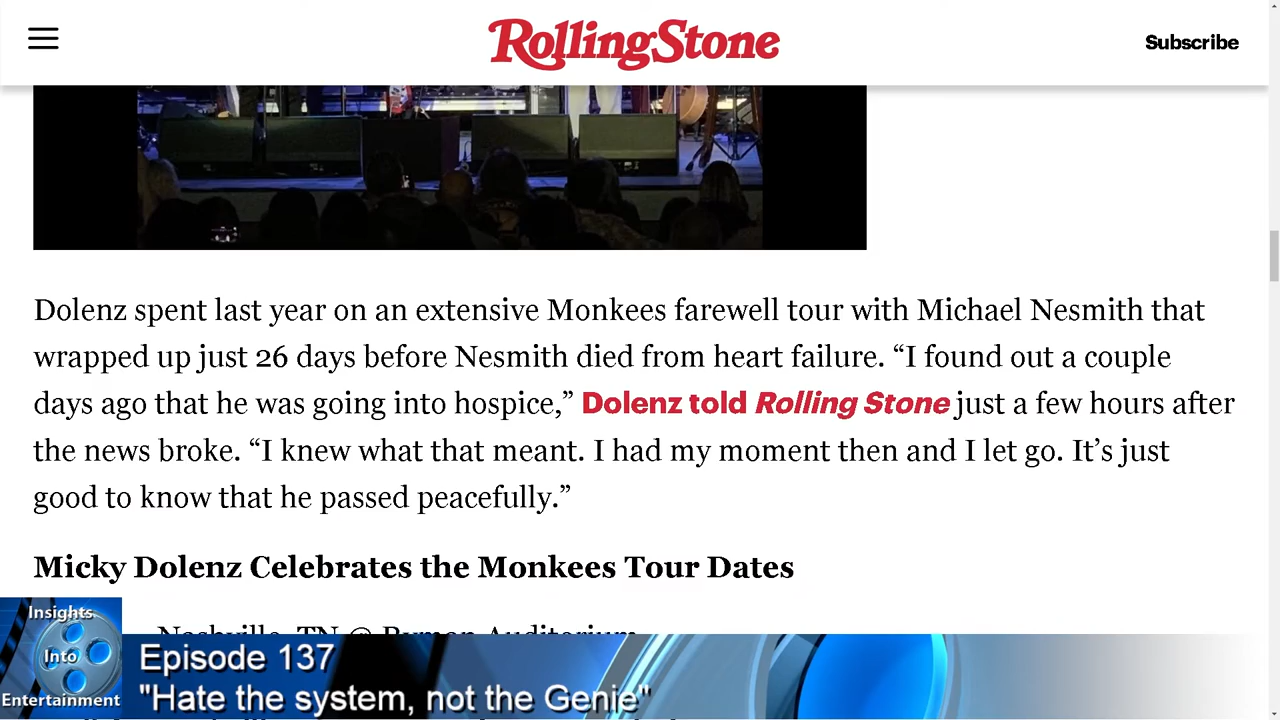 RollingStone
Subscribe
Dolenz spent last year on an extensive Monkees farewell tour with Michael Nesmith that
wrapped up just 26 days before Nesmith died from heart failure. “I found out a couple
days ago that he was going into hospice,” Dolenz told Rolling Stone just a few hours after
the news broke. “I knew what that meant. I had my moment then and I let go. It’s just
good to know that he passed peacefully.”
Micky Dolenz Celebrates the Monkees Tour Dates
Nashville, TN @ Ryman Auditorium
Insights
Into
Entertainment
Episode 137
"Hate the system, not the Genie"